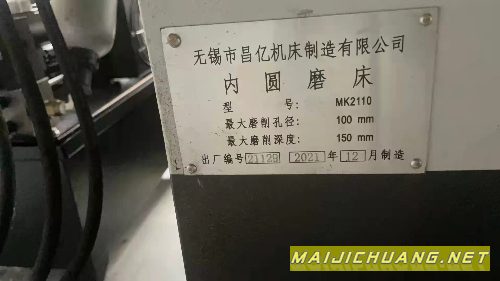 无锡市昌亿机床制造有限公司
内圆磨床
型号: MK2110
最大磨削孔径: 100 mm
最大磨削深度: 150 mm
出厂编号 21129 2021 年 12 月制造
MAIJICHUANG.NET